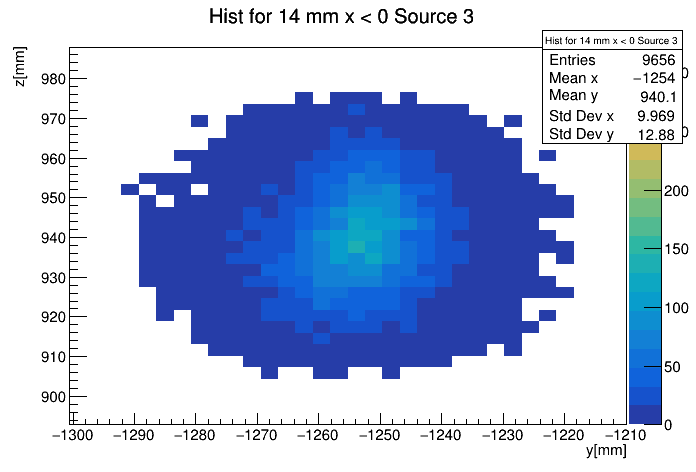 Hist for 14 mm x < 0 Source 3
Hist for 14 mm x < 0 Source 3
Entries 9656
Mean x −1254
Mean y 940.1
Std Dev x 9.969
Std Dev y 12.88
z[mm]
980
970
960
950
940
930
920
910
900
−1300 −1290 −1280 −1270 −1260 −1250 −1240 −1230 −1220 −1210
y[mm]
200
150
100
50
0